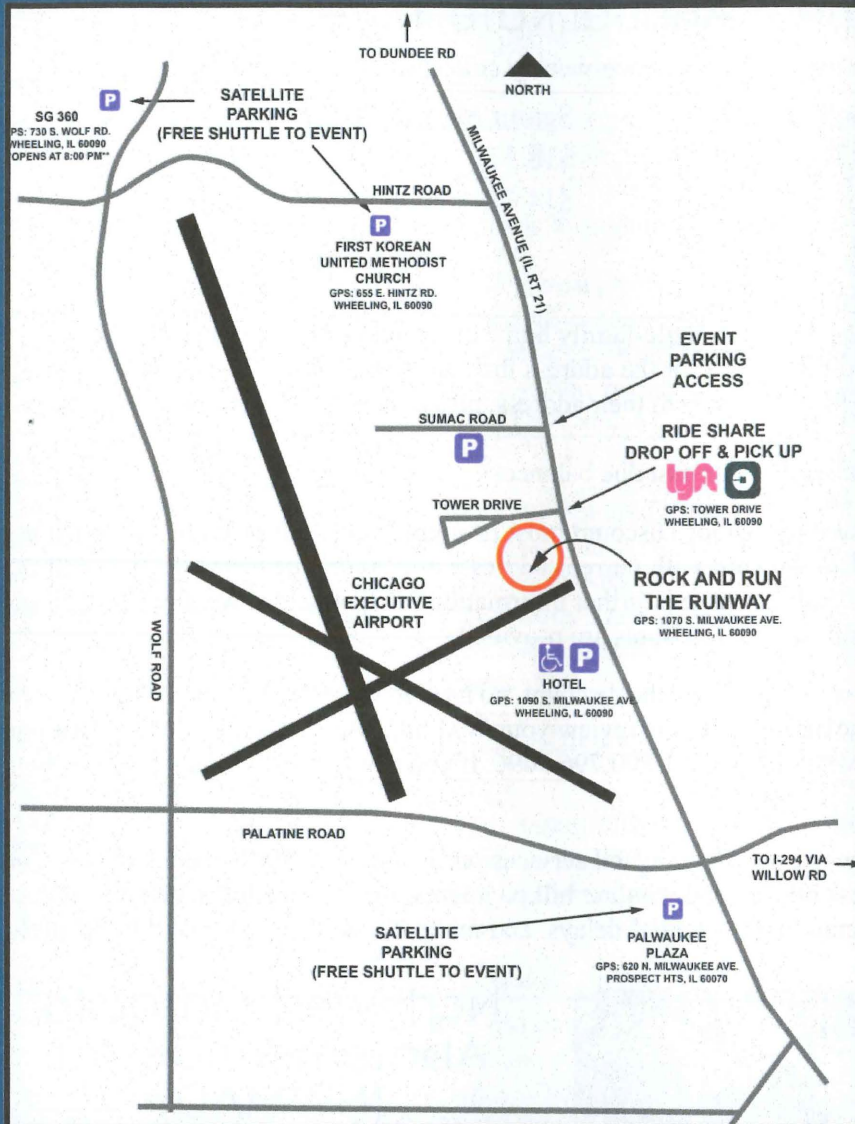 TO DUNDEE RD
NORTH
SG 360
PS: 730 S. WOLF RD.
WHEELING, IL 60090
OPENS AT 8:00 PM**
P
SATELLITE
PARKING
(FREE SHUTTLE TO EVENT)
MILWAUKEE AVENUE (IL RT 21)
HINTZ ROAD
P
FIRST KOREAN
UNITED METHODIST
CHURCH
GPS: 655 E. HINTZ RD.
WHEELING, IL 60090
EVENT
PARKING
ACCESS
SUMAC ROAD
P
RIDE SHARE
DROP OFF & PICK UP
lyft
GPS: TOWER DRIVE
WHEELING, IL 60090
TOWER DRIVE
CHICAGO
EXECUTIVE
AIRPORT
ROCK AND RUN
THE RUNWAY
GPS: 1070 S. MILWAUKEE AVE.
WHEELING, IL 60090
WOLF ROAD
P
HOTEL
GPS: 1090 S. MILWAUKEE AVE.
WHEELING, IL 60090
PALATINE ROAD
TO I-294 VIA
WILLOW RD
SATELLITE
PARKING
(FREE SHUTTLE TO EVENT)
P
PALWAUKEE
PLAZA
GPS: 620 N. MILWAUKEE AVE.
PROSPECT HTS, IL 60070